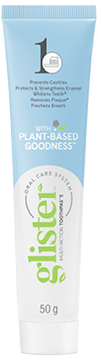 1
Prevents Cavities
Protects & Strengthens Enamel
Whitens Teeth*
Removes Plaque*
Freshens Breath
WITH
PLANT-BASED
GOODNESS™
ORAL CARE SYSTEM
glister™
MULTI-ACTION TOOTHPASTE
50 g